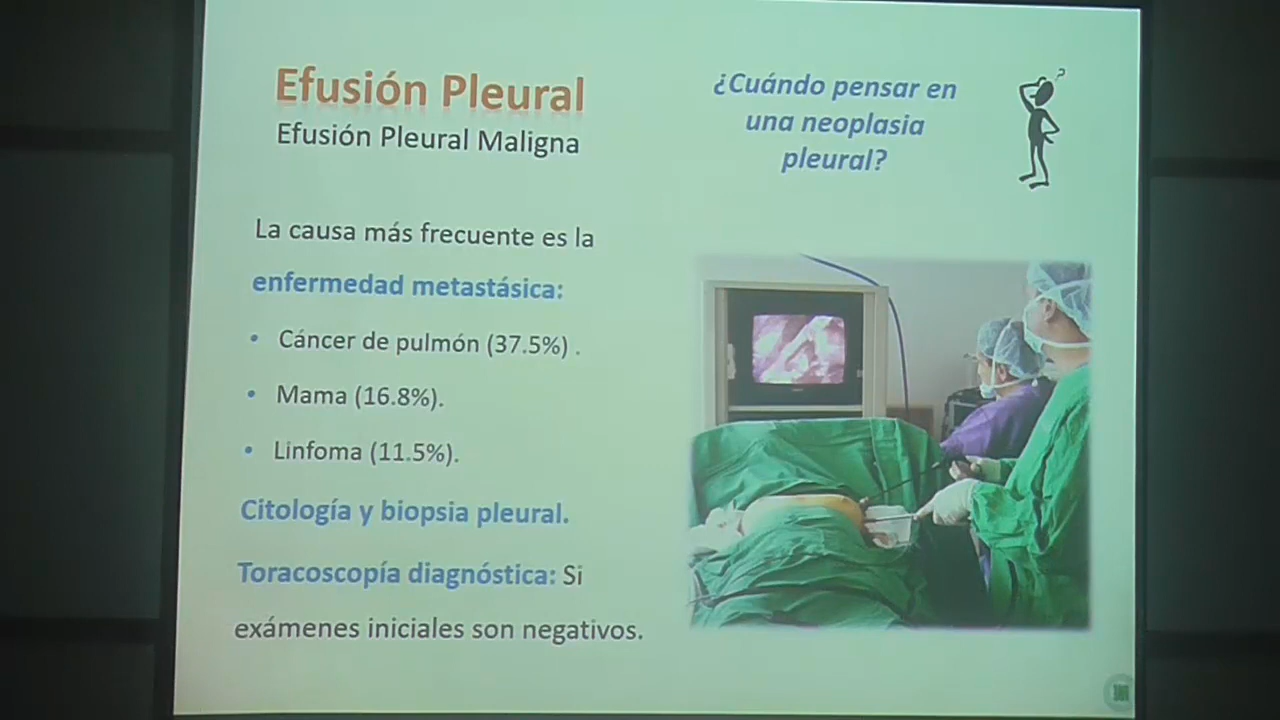 Efusión Pleural
Efusión Pleural Maligna
¿Cuándo pensar en
una neoplasia
pleural?
?
La causa más frecuente es la
enfermedad metastásica:
• Cáncer de pulmón (37.5%) .
• Mama (16.8%).
• Linfoma (11.5%).
Citología y biopsia pleural.
Toracoscopía diagnóstica: Si
exámenes iniciales son negativos.